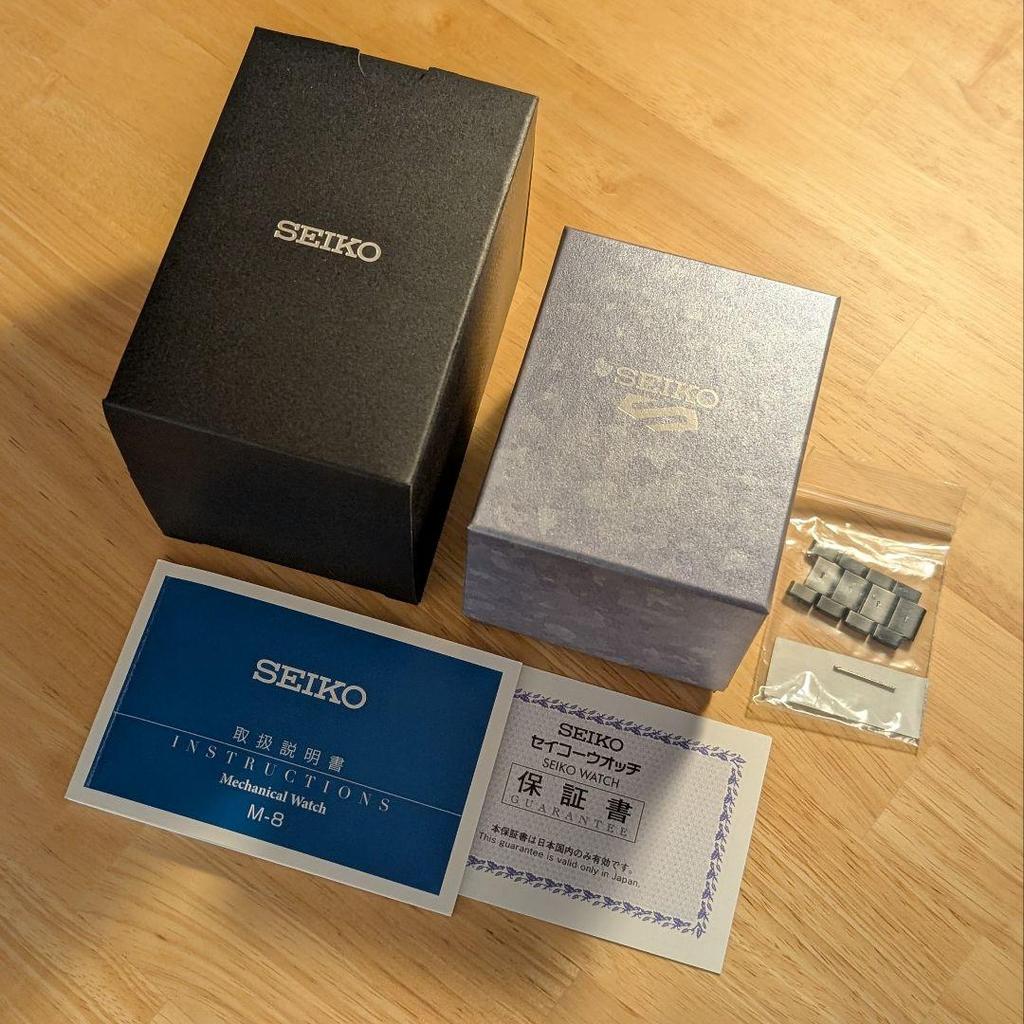 SEIKO
SEIKO
SEIKO
取扱説明書
INSTRUCTIONS
Mechanical Watch
M-8
SEIKO
セイコーウオッチ
SEIKO WATCH
保証書
GUARANTEE
本保証書は日本国内のみ有効です。
This guarantee is valid only in Japan.
付